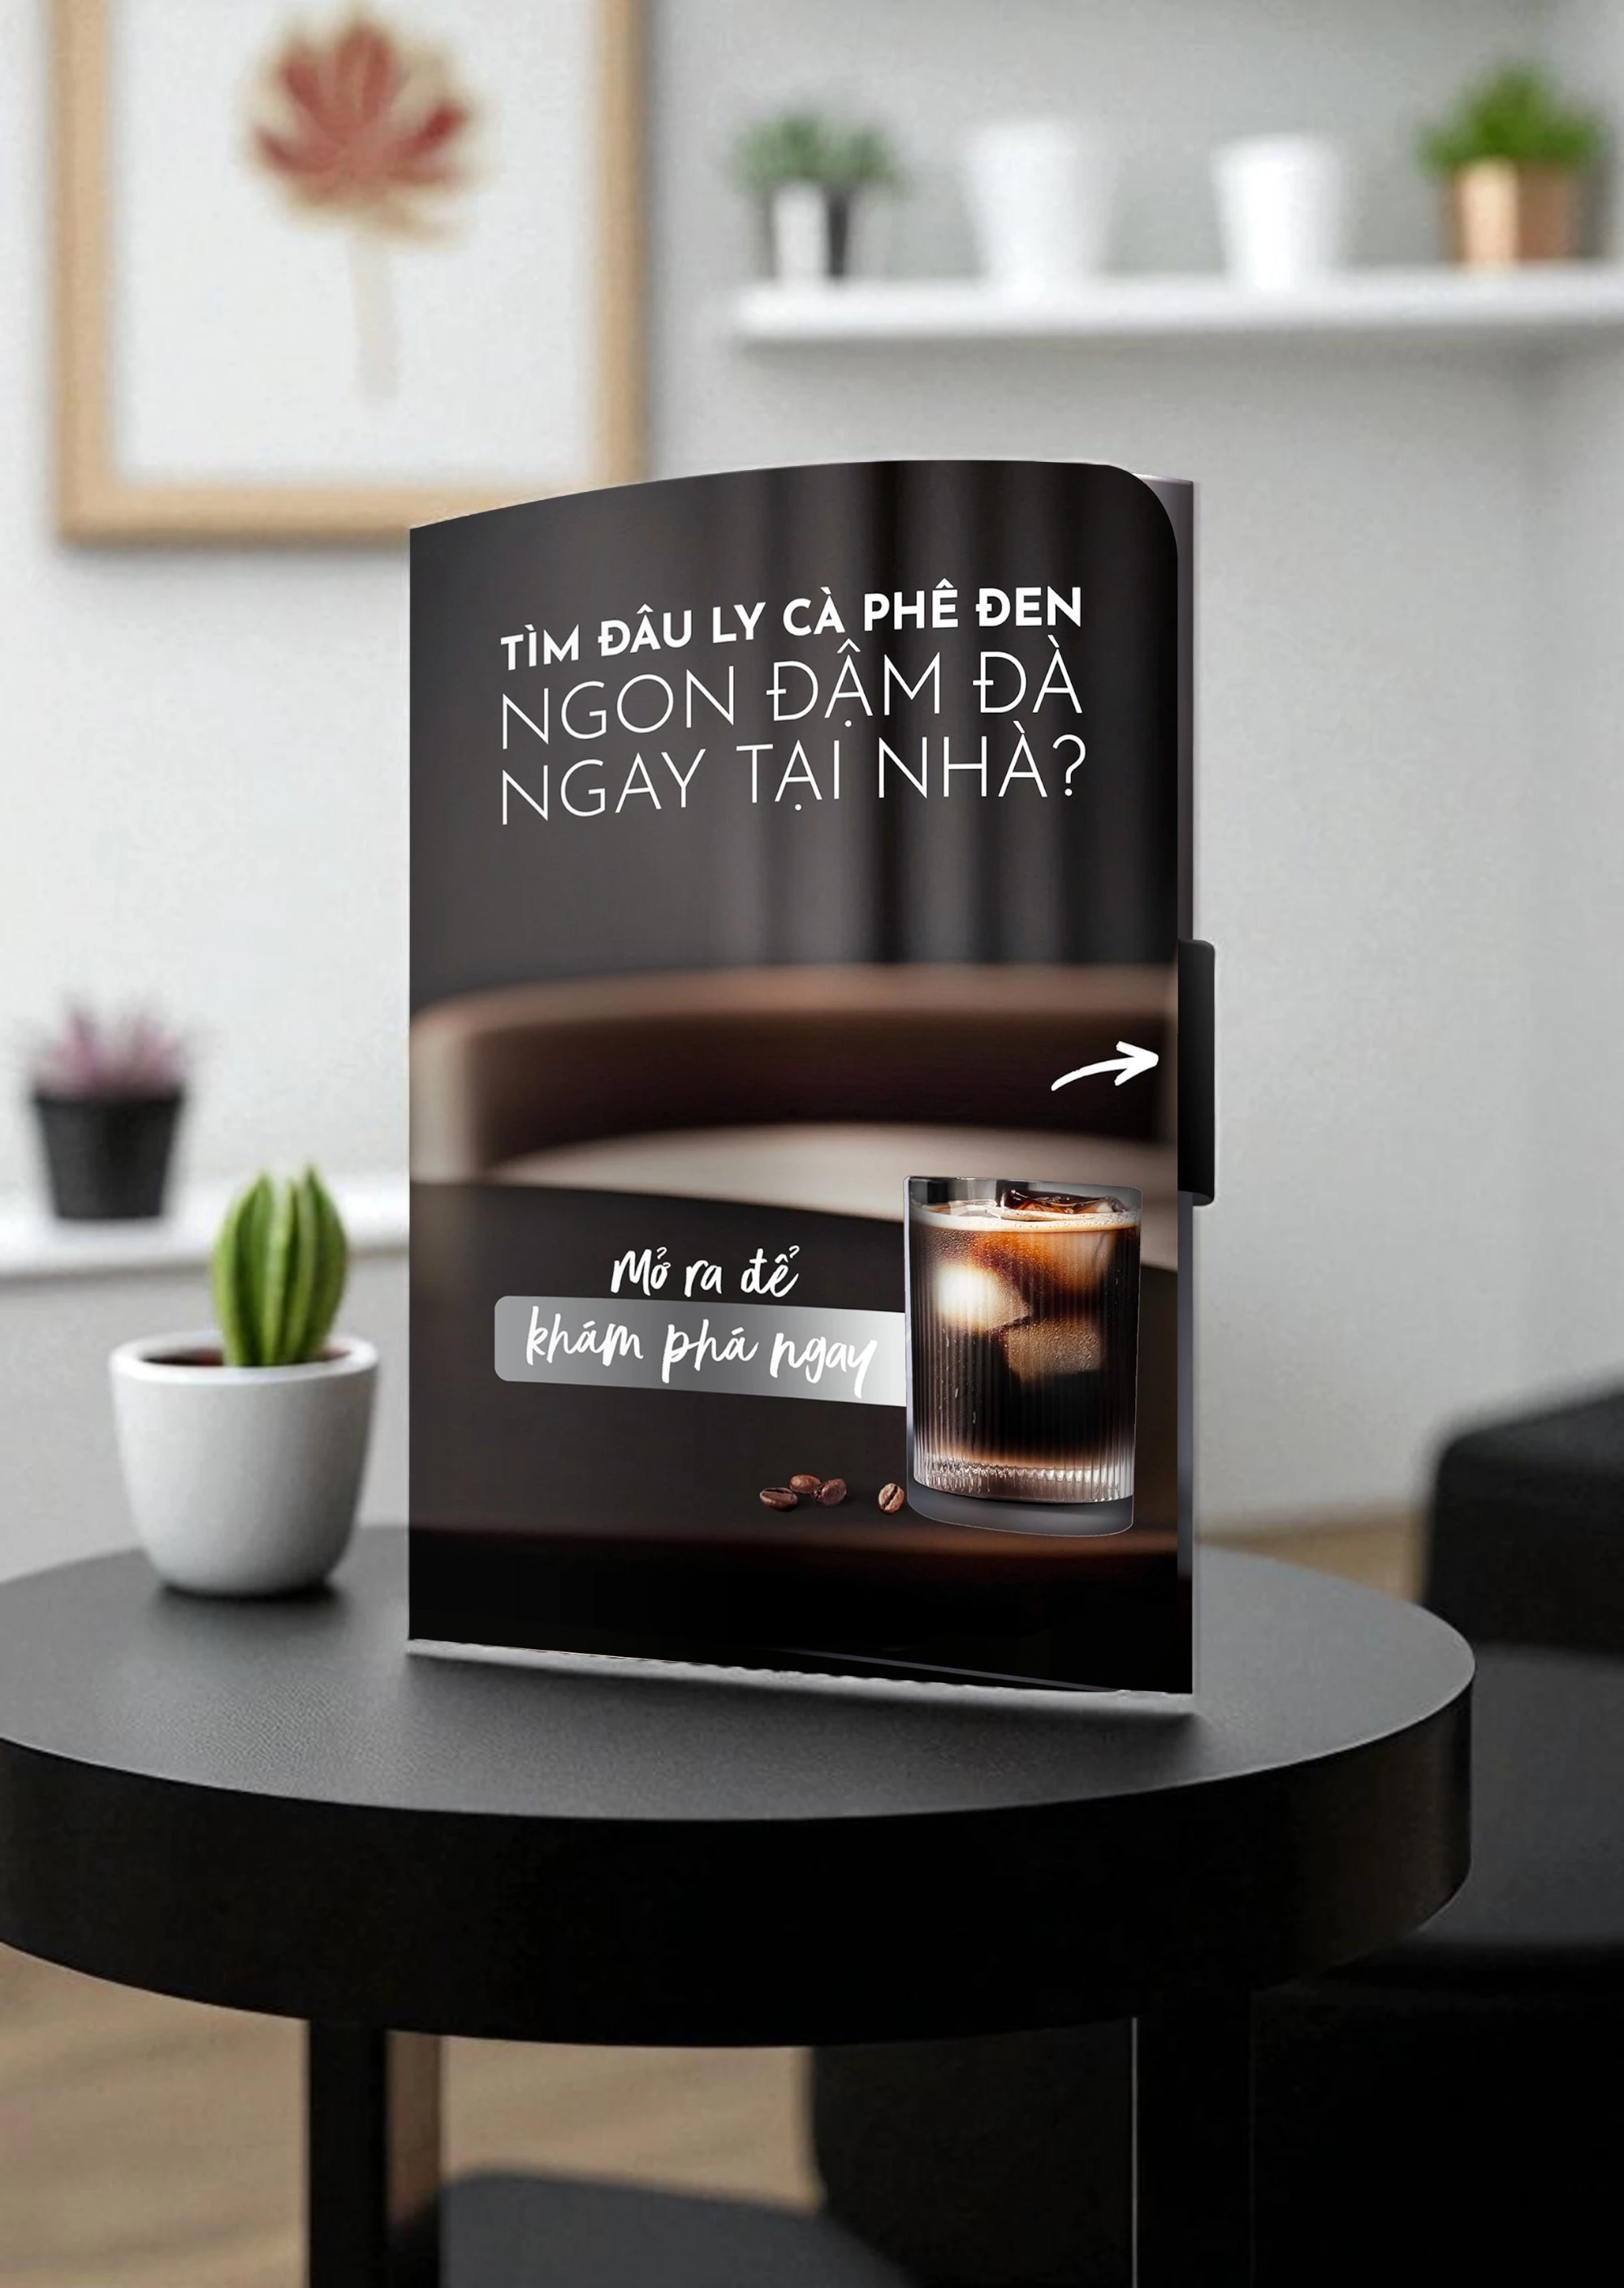 TÌM ĐÂU LY CÀ PHÊ ĐEN
NGON ĐẬM ĐÀ
NGAY TẠI NHÀ?
Mở ra để
khám phá ngay